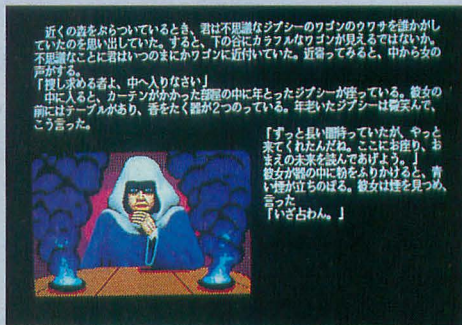 近くの森をぶらついているとき、君は不思議なジプシーのワゴンのウワサを誰かがし
ていたのを思い出していた。すると、下の谷にカラフルなワゴンが見えるではないか。
不思議なことに君はいつのまにかワゴンに近付いていた。近寄ってみると、中から女の
声がする。
「捜し求める者よ、中へ入りなさい」
中に入ると、カーテンがかかった部屋の中に年とったジプシーが座っている。彼女の
前にはテーブルがあり、香をたく器が2つのっている。年老いたジプシーは微笑んで、
こう言った。
「ずっと長い間待っていたが、やっと
来てくれたんだね。ここにお座り、お
まえの未来を読んであげよう。」
彼女が器の中に粉をふりかけると、青
い煙が立ちのぼる。彼女は煙を見つめ、
言った
「いざ占わん。」